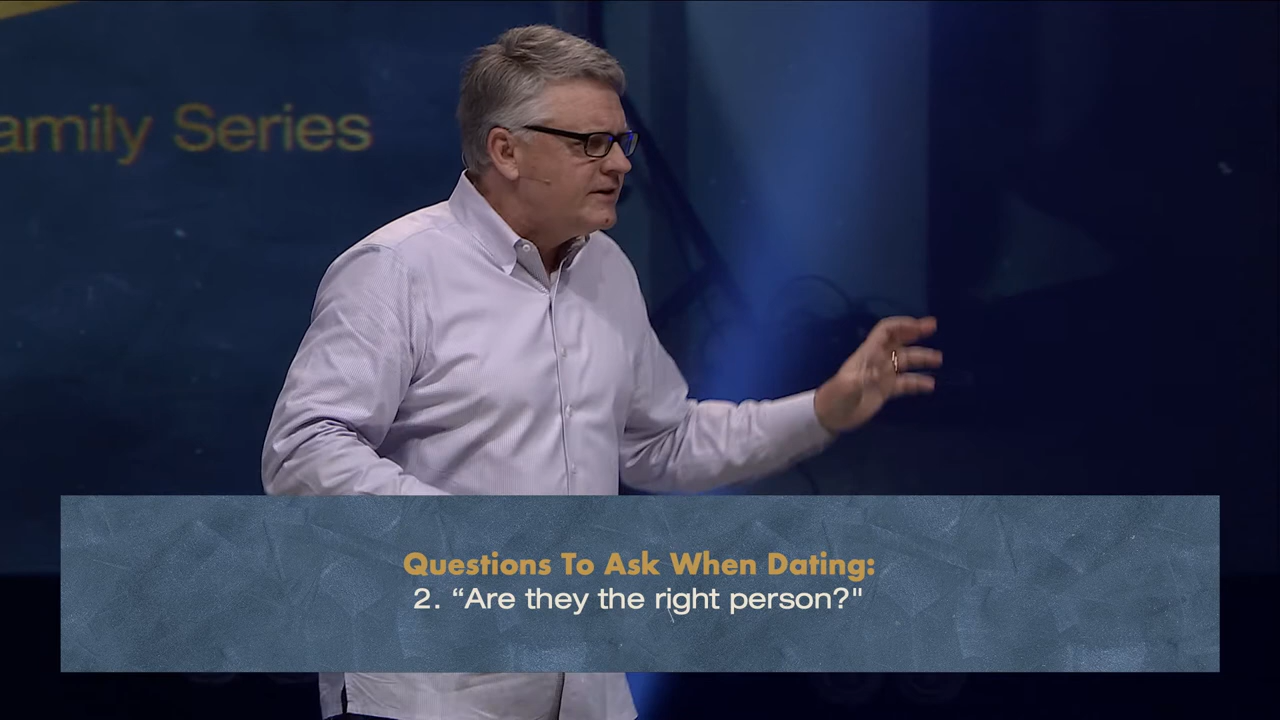 amily Series
Questions To Ask When Dating:
2. “Are they the right person?"